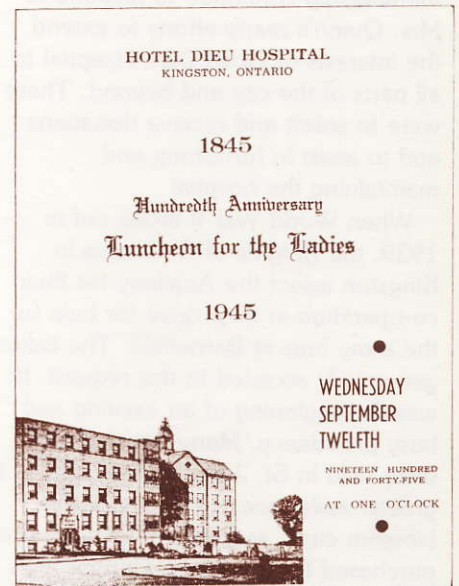 HOTEL DIEU HOSPITAL
KINGSTON, ONTARIO
1845
Hundredth Anniversary
Luncheon for the Ladies
1945
WEDNESDAY
SEPTEMBER
TWELFTH
NINETEEN HUNDRED
AND FORTY-FIVE
AT ONE O'CLOCK